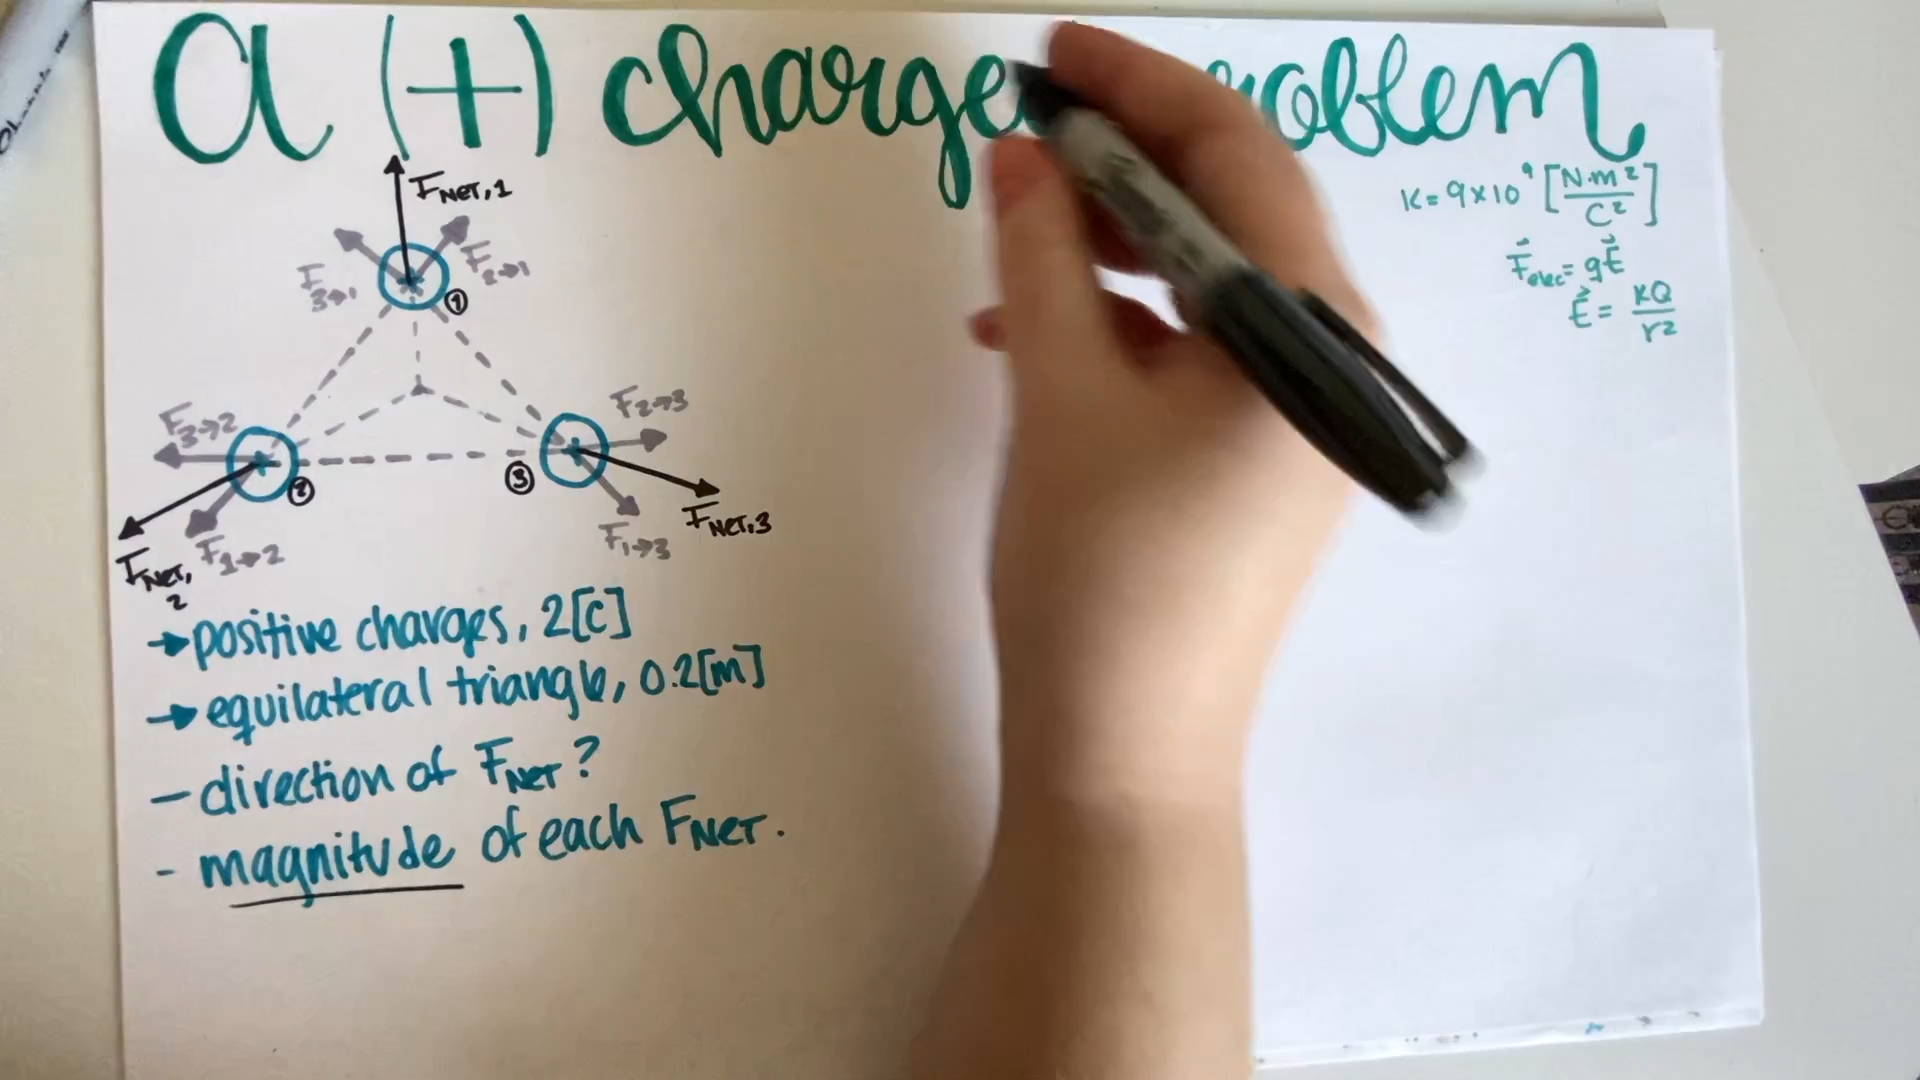 a (+) charge problem
FNET,1
F3→1
F2→1
①
K = 9×10⁹ [N·m²/C²]
F⃗elec = qE⃗
E⃗ = KQ/r²
F3→2
②
F1→2
FNET,2
③
F2→3
F1→3
FNET,3
→ positive charges, 2[C]
→ equilateral triangle, 0.2[m]
- direction of FNET?
- magnitude of each FNET.